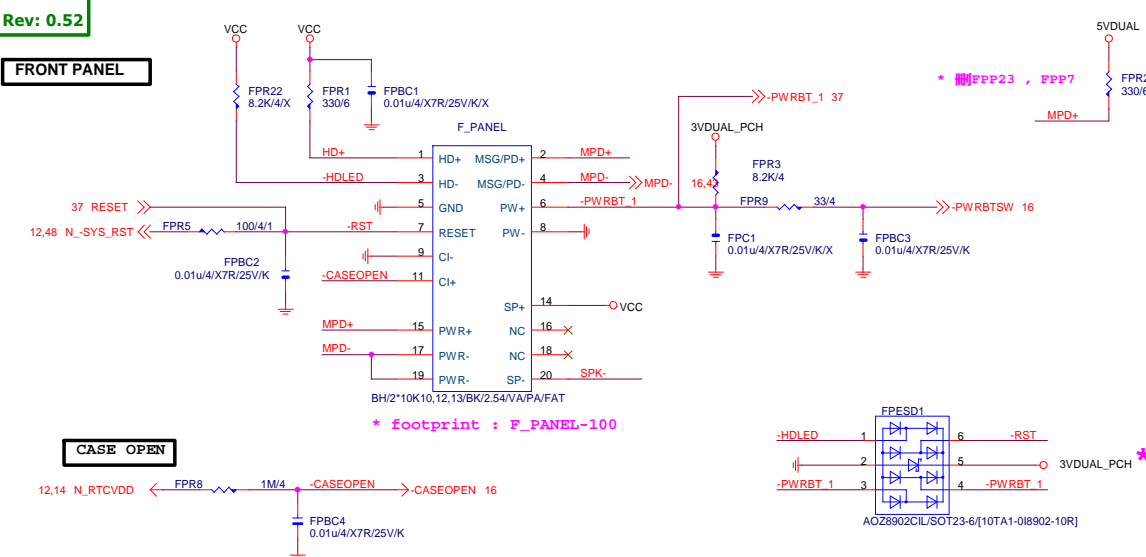 Rev: 0.52
FRONT PANEL
VCC
VCC
5VDUAL
FPR22
8.2K/4/X
FPR1
330/6
FPBC1
0.01u/4/X7R/25V/K/X
* 刪FPP23 , FPP7
330/6
MPD+
-PWRBT_1 37
3VDUAL_PCH
F_PANEL
HD+
1
HD+
MSG/PD+
2
MPD+
-HDLED
3
HD-
MSG/PD-
4
MPD-
MPD-
FPR3
8.2K/4
5
GND
PW+
6
-PWRBT_1
FPR9
33/4
-PWRBTSW 16
37 RESET
12,48 N_-SYS_RST
FPR5
100/4/1
-RST
7
RESET
PW-
8
9
CI-
FPC1
0.01u/4/X7R/25V/K/X
FPBC3
0.01u/4/X7R/25V/K
FPBC2
0.01u/4/X7R/25V/K
-CASEOPEN
11
CI+
SP+
14
VCC
MPD+
15
PWR+
NC
16
MPD-
17
PWR-
NC
18
19
PWR-
SP-
20
SPK-
BH/2*10K10,12,13/BK/2.54/VA/PA/FAT
* footprint : F_PANEL-100
CASE OPEN
12,14 N_RTCVDD
FPR8
1M/4
-CASEOPEN
-CASEOPEN 16
FPBC4
0.01u/4/X7R/25V/K
FPESD1
-HDLED
1
6
-RST
2
5
3VDUAL_PCH
*
-PWRBT_1
3
4
-PWRBT_1
AOZ8902CIL/SOT23-6/[10TA1-0I8902-10R]